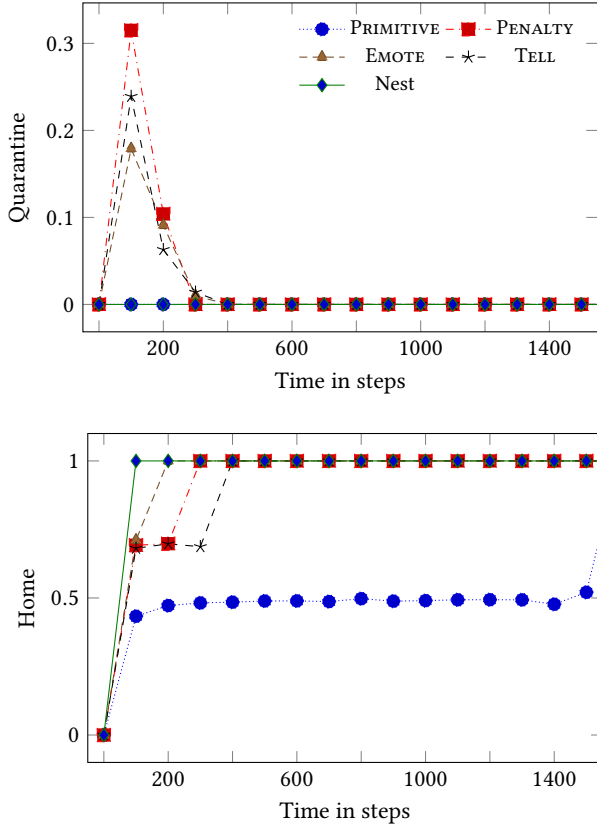 PRIMITIVE PENALTY
EMOTE TELL
Nest
0.3
0.2
0.1
0
Quarantine
200 600 1000 1400
Time in steps
1
0.5
0
Home
200 600 1000 1400
Time in steps